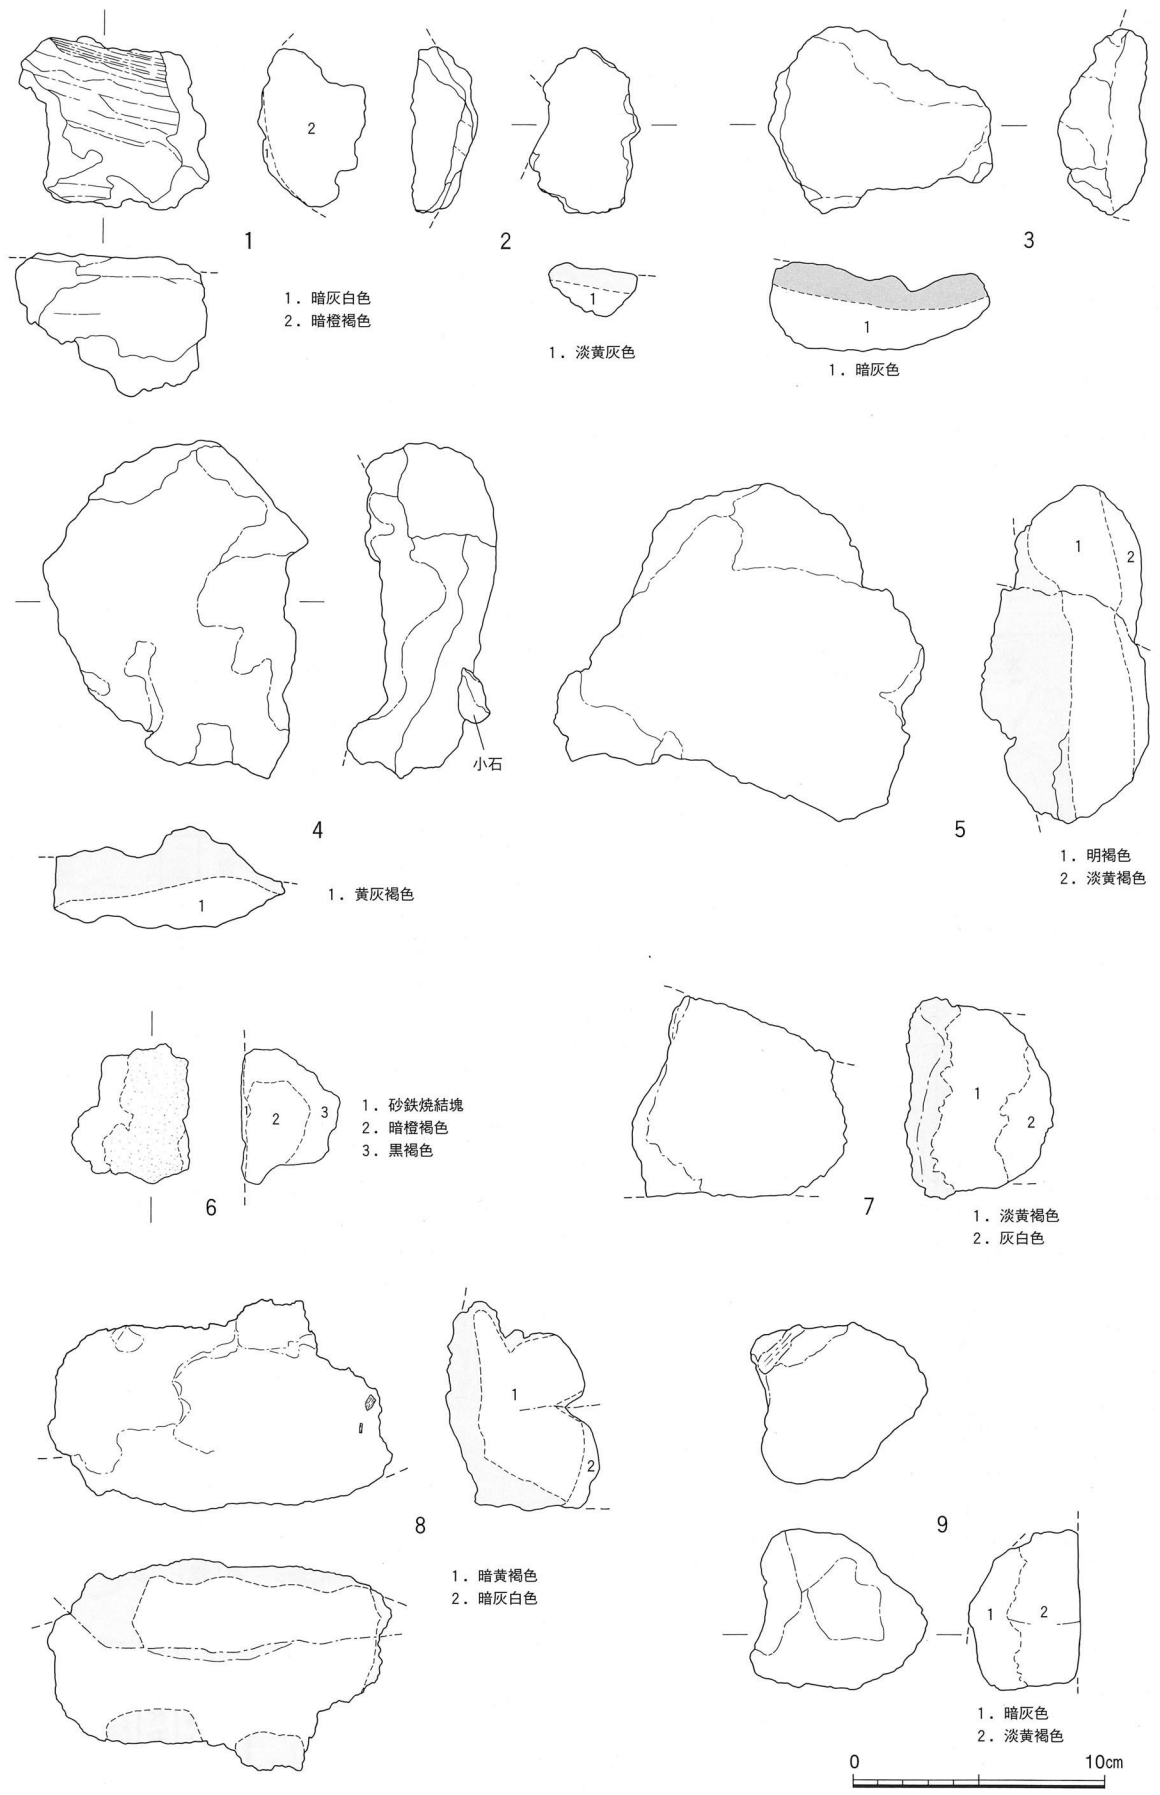 2
1
1
2
3
1. 暗灰白色
2. 暗橙褐色
1
1. 淡黄灰色
1
1. 暗灰色
小石
4
1
1. 黄灰褐色
1
2
5
1. 明褐色
2. 淡黄褐色
2
3
6
1. 砂鉄焼結塊
2. 暗橙褐色
3. 黒褐色
1
2
7
1. 淡黄褐色
2. 灰白色
1
2
8
1. 暗黄褐色
2. 暗灰白色
9
1
2
1. 暗灰色
2. 淡黄褐色
0 10cm